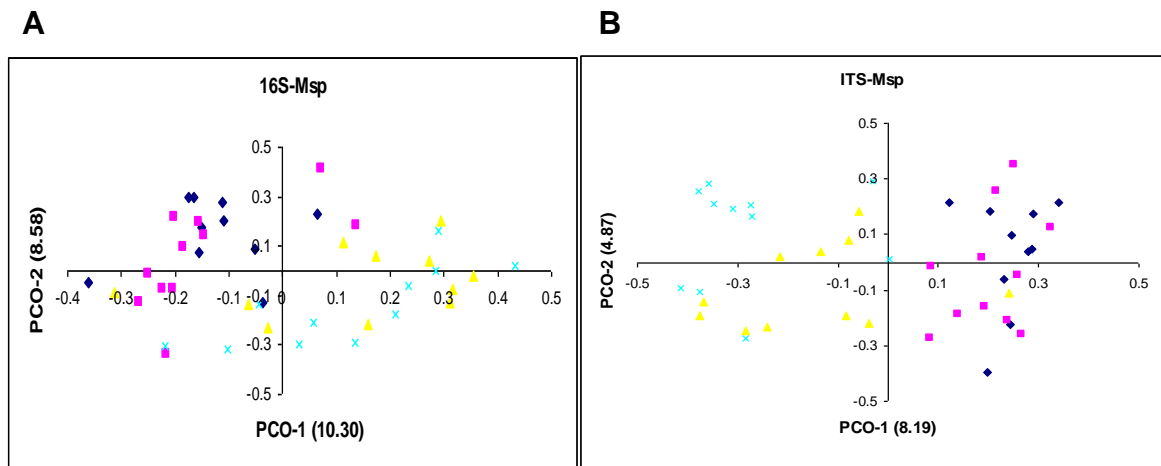 A
B
16S-Msp
0.5
0.3
0.1
-0.4 -0.3 -0.2 -0.1 0 0.1 0.2 0.3 0.4 0.5
-0.1
-0.3
-0.5
PCO-2 (8.58)
PCO-1 (10.30)
ITS-Msp
0.5
0.3
0.1
-0.5 -0.3 -0.1 0.1 0.3 0.5
-0.1
-0.3
-0.5
PCO-2 (4.87)
PCO-1 (8.19)